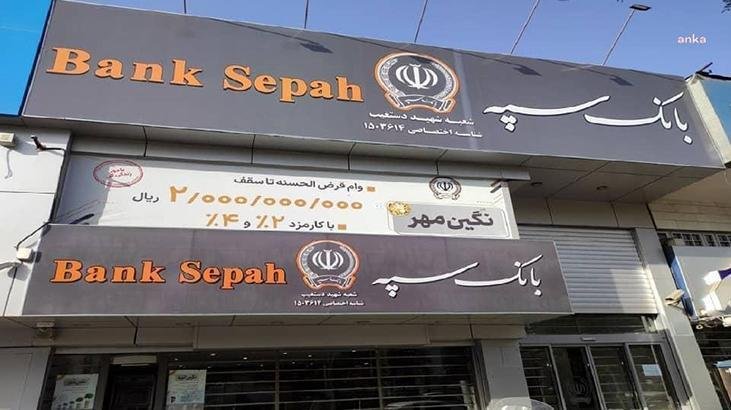 anka
Bank Sepah
بانک سپه
شعبه شهید دستغیب
شناسه اختصاصی ۱۵۰۳۶۱۴
وام قرض الحسنه تا سقف
۲/۰۰۰/۰۰۰/۰۰۰ ریال
با کارمزد ۲٪ و ۴٪
نگین مهر
Bank Sepah
بانک سپه
شعبه شهید دستغیب
شناسه اختصاصی ۱۵۰۳۶۱۴